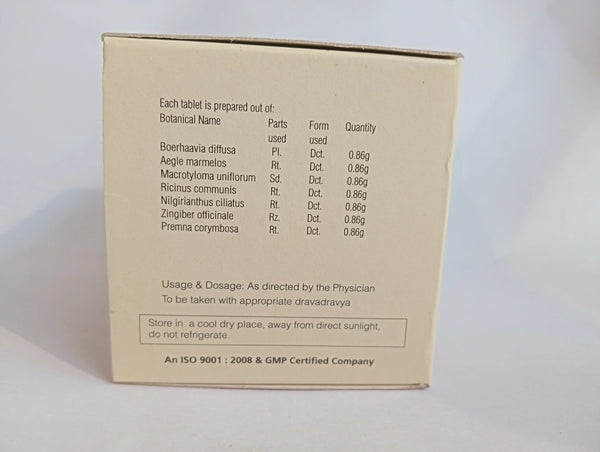 Each tablet is prepared out of:
Botanical Name Parts used Form used Quantity
Boerhaavia diffusa Pl. Dct. 0.86g
Aegle marmelos Rt. Dct. 0.86g
Macrotyloma uniflorum Sd. Dct. 0.86g
Ricinus communis Rt. Dct. 0.86g
Nilgirianthus ciliatus Rt. Dct. 0.86g
Zingiber officinale Rz. Dct. 0.86g
Premna corymbosa Rt. Dct. 0.86g
Usage & Dosage: As directed by the Physician
To be taken with appropriate dravadravya
Store in a cool dry place, away from direct sunlight,
do not refrigerate.
An ISO 9001 : 2008 & GMP Certified Company